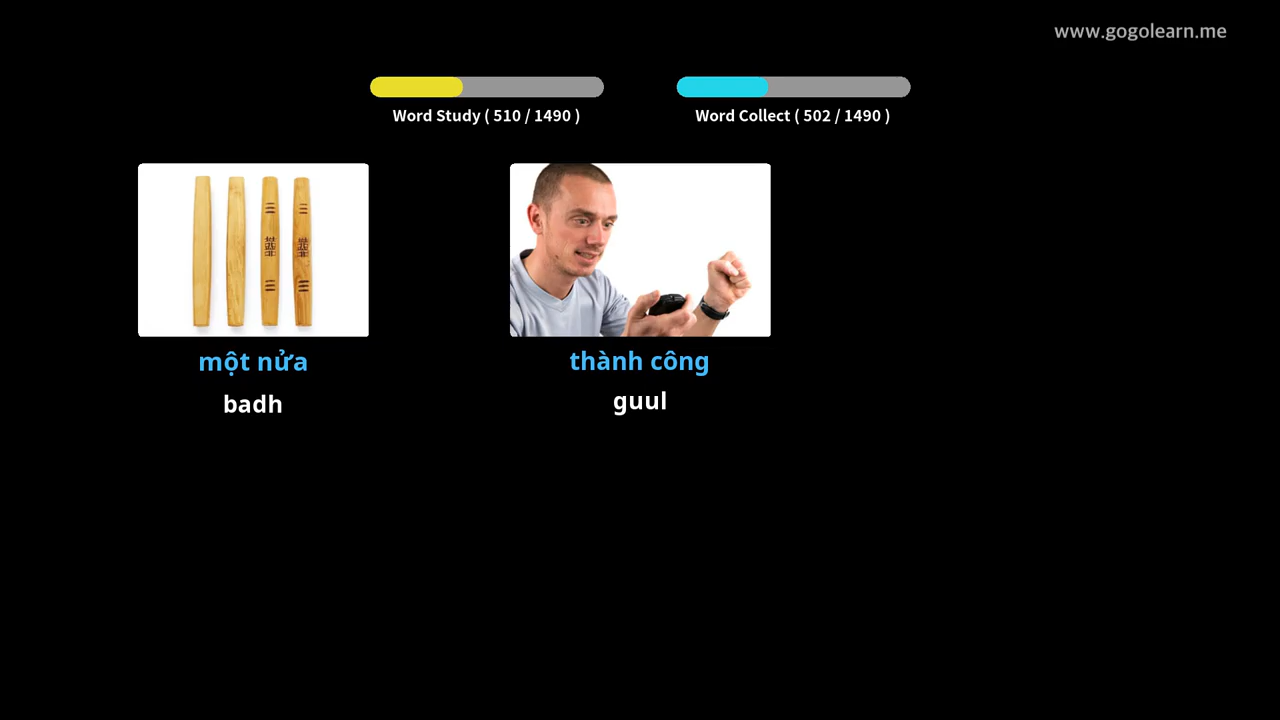 www.gogolearn.me
Word Study ( 510 / 1490 )
Word Collect ( 502 / 1490 )
một nửa
badh
thành công
guul